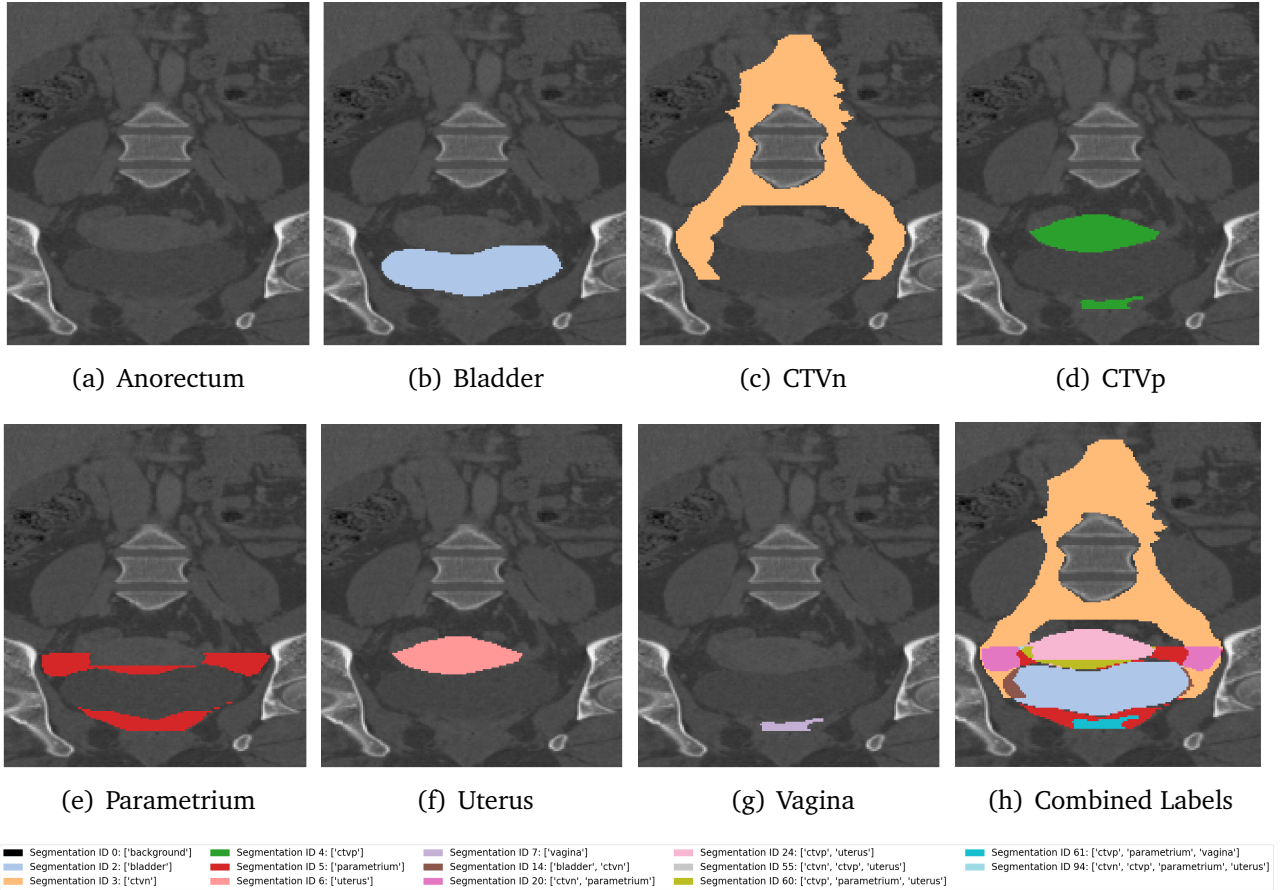 (a) Anorectum
(b) Bladder
(c) CTVn
(d) CTVp
(e) Parametrium
(f) Uterus
(g) Vagina
(h) Combined Labels
Segmentation ID 0: ['background']
Segmentation ID 2: ['bladder']
Segmentation ID 3: ['ctvn']
Segmentation ID 4: ['ctvp']
Segmentation ID 5: ['parametrium']
Segmentation ID 6: ['uterus']
Segmentation ID 7: ['vagina']
Segmentation ID 14: ['bladder', 'ctvn']
Segmentation ID 20: ['ctvn', 'parametrium']
Segmentation ID 24: ['ctvp', 'uterus']
Segmentation ID 55: ['ctvn', 'ctvp', 'uterus']
Segmentation ID 60: ['ctvp', 'parametrium', 'uterus']
Segmentation ID 61: ['ctvp', 'parametrium', 'vagina']
Segmentation ID 94: ['ctvn', 'ctvp', 'parametrium', 'uterus']